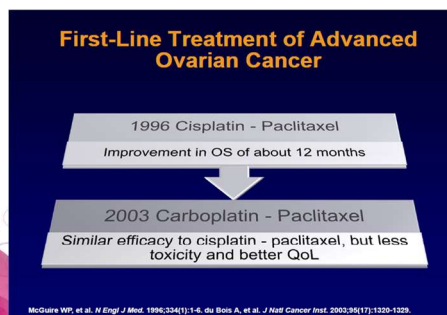 First-Line Treatment of Advanced
Ovarian Cancer
1996 Cisplatin - Paclitaxel
Improvement in OS of about 12 months
2003 Carboplatin - Paclitaxel
Similar efficacy to cisplatin - paclitaxel, but less
toxicity and better QoL
McGuire WP, et al. N Engl J Med. 1996;334(1):1-6. du Bois A, et al. J Natl Cancer Inst. 2003;95(17):1320-1329.